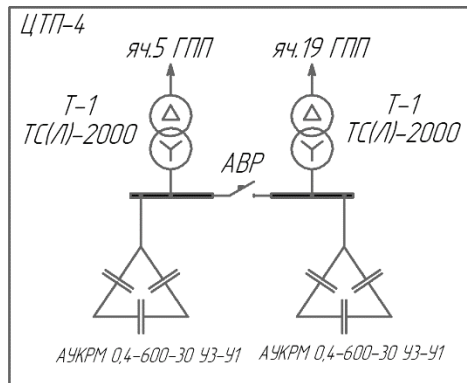 ЦТП-4
яч.5 ГПП
яч.19 ГПП
Т-1
ТС(Л)-2000
Т-1
ТС(Л)-2000
АВР
АУКРМ 0,4-600-30 У3-У1
АУКРМ 0,4-600-30 У3-У1